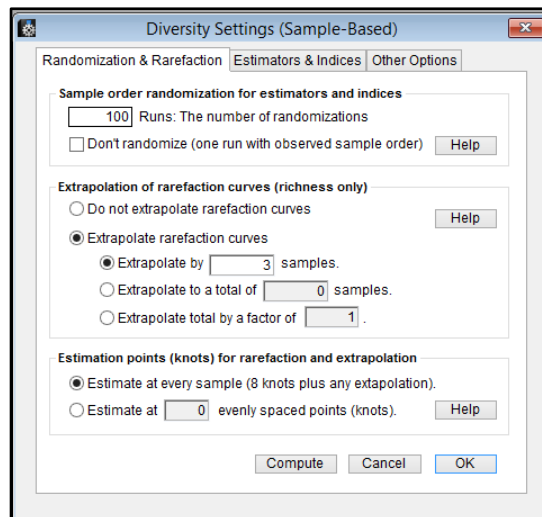 Diversity Settings (Sample-Based)
Randomization & Rarefaction Estimators & Indices Other Options
Sample order randomization for estimators and indices
100 Runs: The number of randomizations
Don't randomize (one run with observed sample order) Help
Extrapolation of rarefaction curves (richness only)
Do not extrapolate rarefaction curves
Help
Extrapolate rarefaction curves
Extrapolate by 3 samples.
Extrapolate to a total of 0 samples.
Extrapolate total by a factor of 1 .
Estimation points (knots) for rarefaction and extrapolation
Estimate at every sample (8 knots plus any extapolation).
Estimate at 0 evenly spaced points (knots). Help
Compute Cancel OK